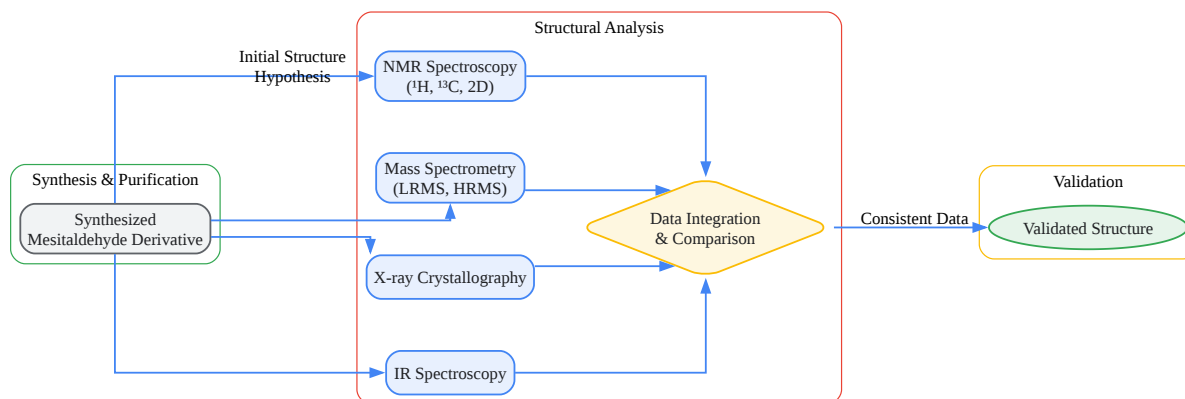 Structural Analysis
Initial Structure
Hypothesis
NMR Spectroscopy
(¹H, ¹³C, 2D)
Synthesis & Purification
Synthesized
Mesitaldehyde Derivative
Mass Spectrometry
(LRMS, HRMS)
X-ray Crystallography
IR Spectroscopy
Data Integration
& Comparison
Consistent Data
Validation
Validated Structure